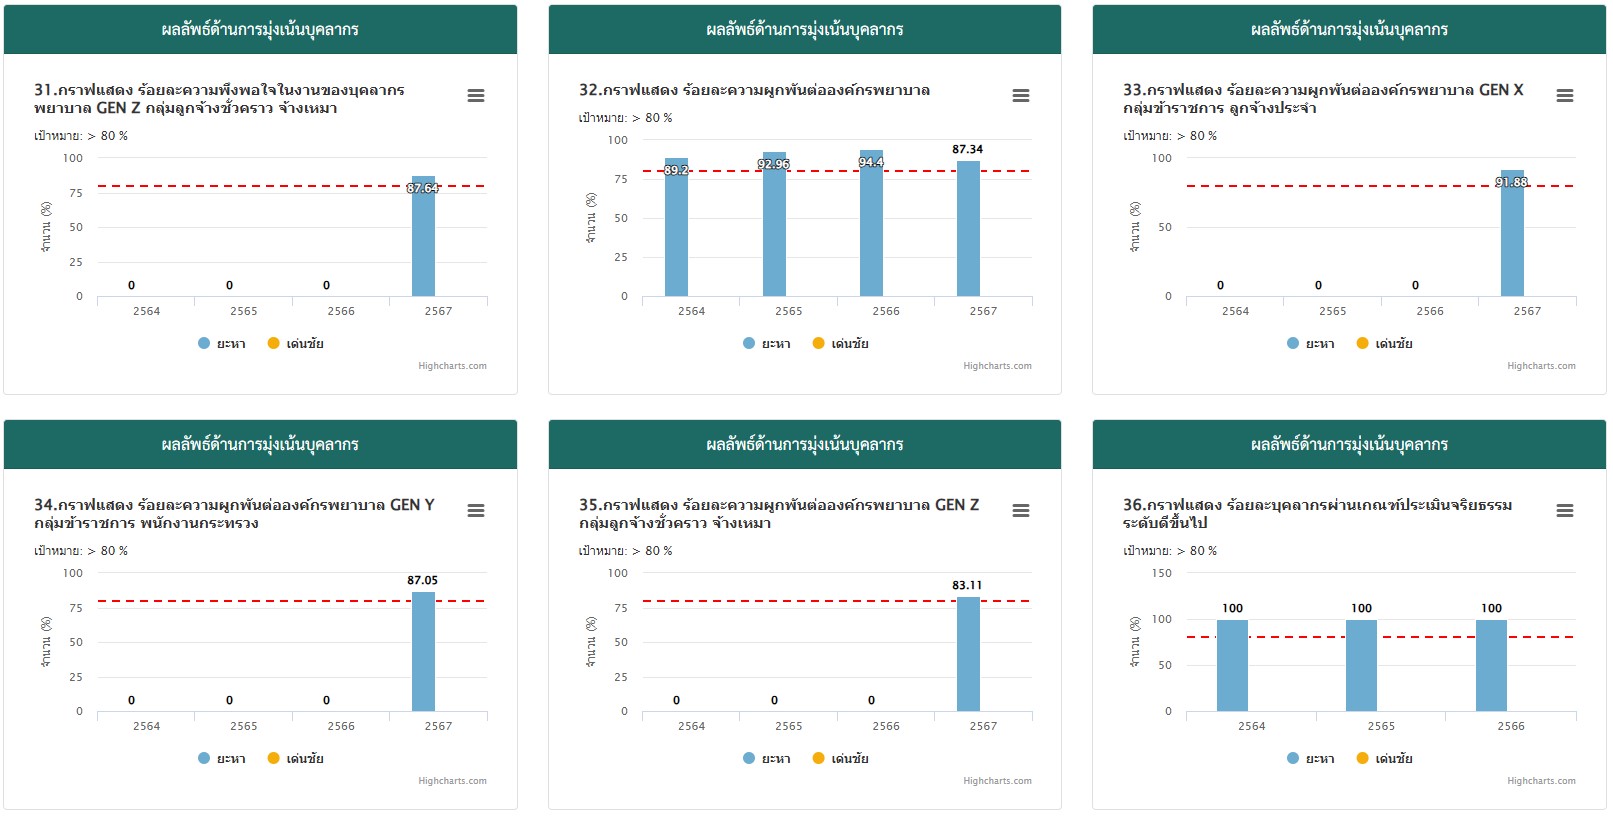 ผลลัพธ์ด้านการมุ่งเน้นบุคลากร
31.กราฟแสดง ร้อยละความพึงพอใจในงานของบุคลากร
พยาบาล GEN Z กลุ่มลูกจ้างชั่วคราว จ้างเหมา
เป้าหมาย: > 80 %
จำนวน (%)
100
75
50
25
0
0
0
0
87.64
2564
2565
2566
2567
ยะหา
เด่นชัย
Highcharts.com
ผลลัพธ์ด้านการมุ่งเน้นบุคลากร
32.กราฟแสดง ร้อยละความผูกพันต่อองค์กรพยาบาล
เป้าหมาย: > 80 %
จำนวน (%)
100
75
50
25
0
89.2
92.96
94.4
87.34
2564
2565
2566
2567
ยะหา
เด่นชัย
Highcharts.com
ผลลัพธ์ด้านการมุ่งเน้นบุคลากร
33.กราฟแสดง ร้อยละความผูกพันต่อองค์กรพยาบาล GEN X
กลุ่มข้าราชการ ลูกจ้างประจำ
เป้าหมาย: > 80 %
จำนวน (%)
100
50
0
0
0
0
91.88
2564
2565
2566
2567
ยะหา
เด่นชัย
Highcharts.com
ผลลัพธ์ด้านการมุ่งเน้นบุคลากร
34.กราฟแสดง ร้อยละความผูกพันต่อองค์กรพยาบาล GEN Y
กลุ่มข้าราชการ พนักงานกระทรวง
เป้าหมาย: > 80 %
จำนวน (%)
100
75
50
25
0
0
0
0
87.05
2564
2565
2566
2567
ยะหา
เด่นชัย
Highcharts.com
ผลลัพธ์ด้านการมุ่งเน้นบุคลากร
35.กราฟแสดง ร้อยละความผูกพันต่อองค์กรพยาบาล GEN Z
กลุ่มลูกจ้างชั่วคราว จ้างเหมา
เป้าหมาย: > 80 %
จำนวน (%)
100
75
50
25
0
0
0
0
83.11
2564
2565
2566
2567
ยะหา
เด่นชัย
Highcharts.com
ผลลัพธ์ด้านการมุ่งเน้นบุคลากร
36.กราฟแสดง ร้อยละบุคลากรผ่านเกณฑ์ประเมินจริยธรรม
ระดับดีขึ้นไป
เป้าหมาย: > 80 %
จำนวน (%)
150
100
50
0
100
100
100
2564
2565
2566
ยะหา
เด่นชัย
Highcharts.com